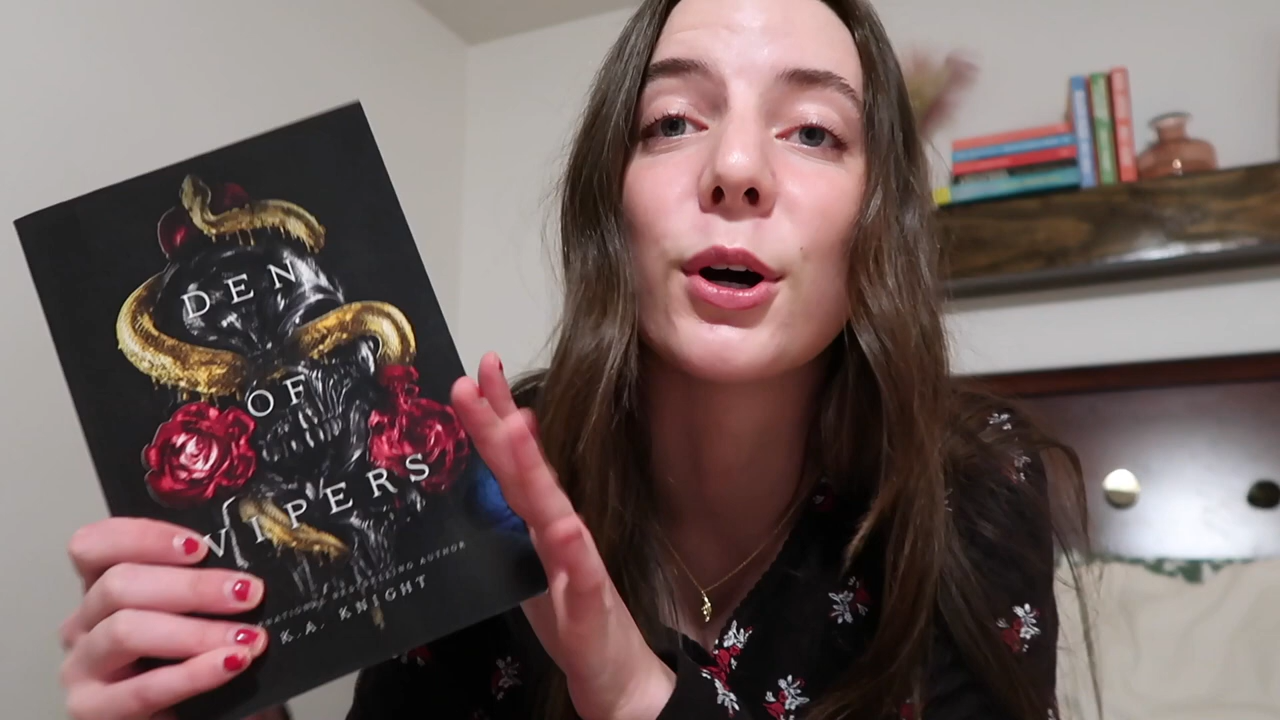 DEN
OF
VIPERS
BESTSELLING AUTHOR
K.A. KNIGHT